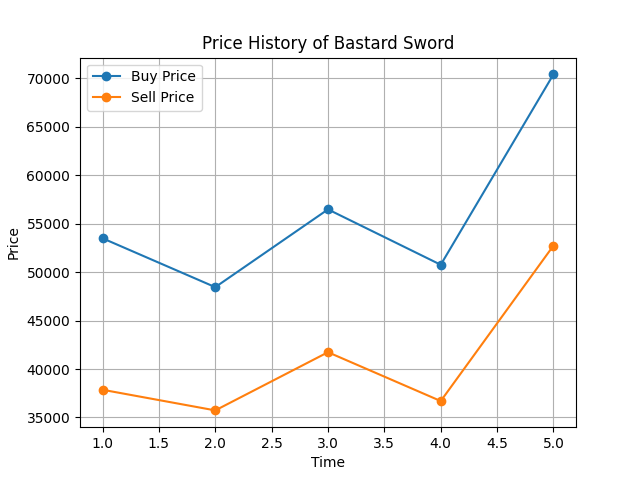 Price History of Bastard Sword
Buy Price
Sell Price
70000
65000
60000
55000
50000
45000
40000
35000
Price
1.0 1.5 2.0 2.5 3.0 3.5 4.0 4.5 5.0
Time